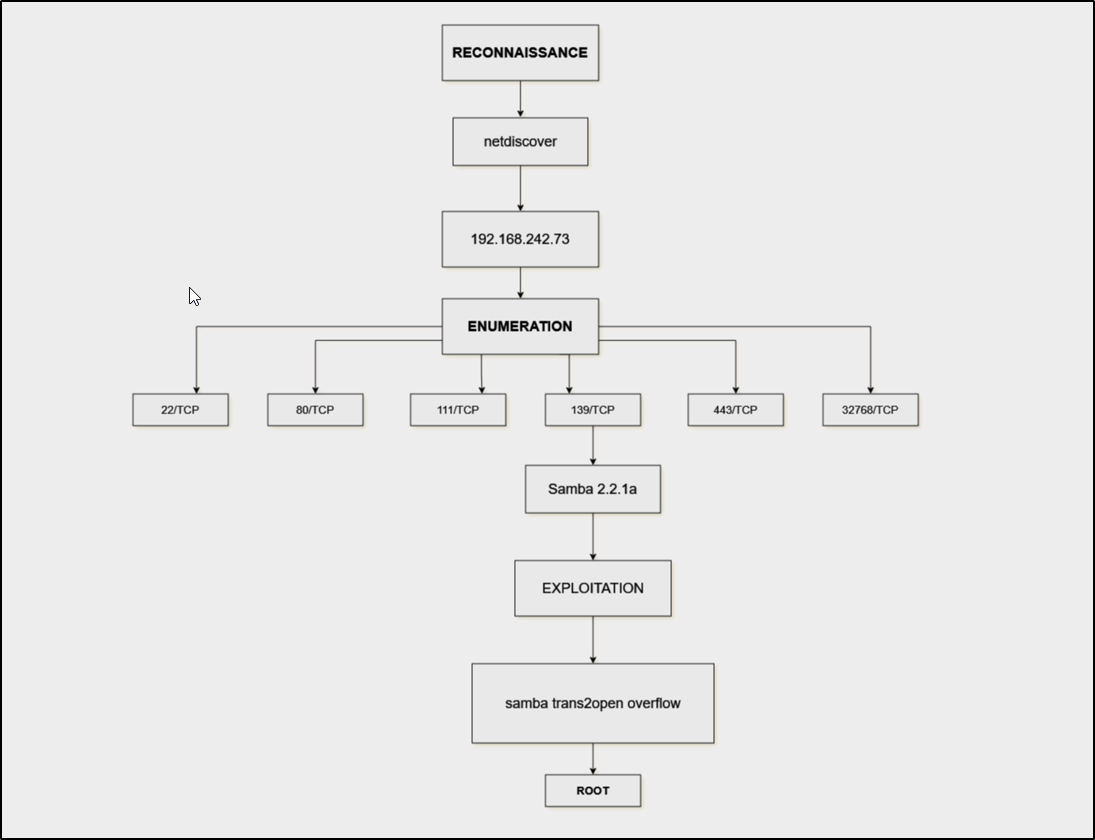 RECONNAISSANCE
netdiscover
192.168.242.73
ENUMERATION
22/TCP
80/TCP
111/TCP
139/TCP
443/TCP
32768/TCP
Samba 2.2.1a
EXPLOITATION
samba trans2open overflow
ROOT